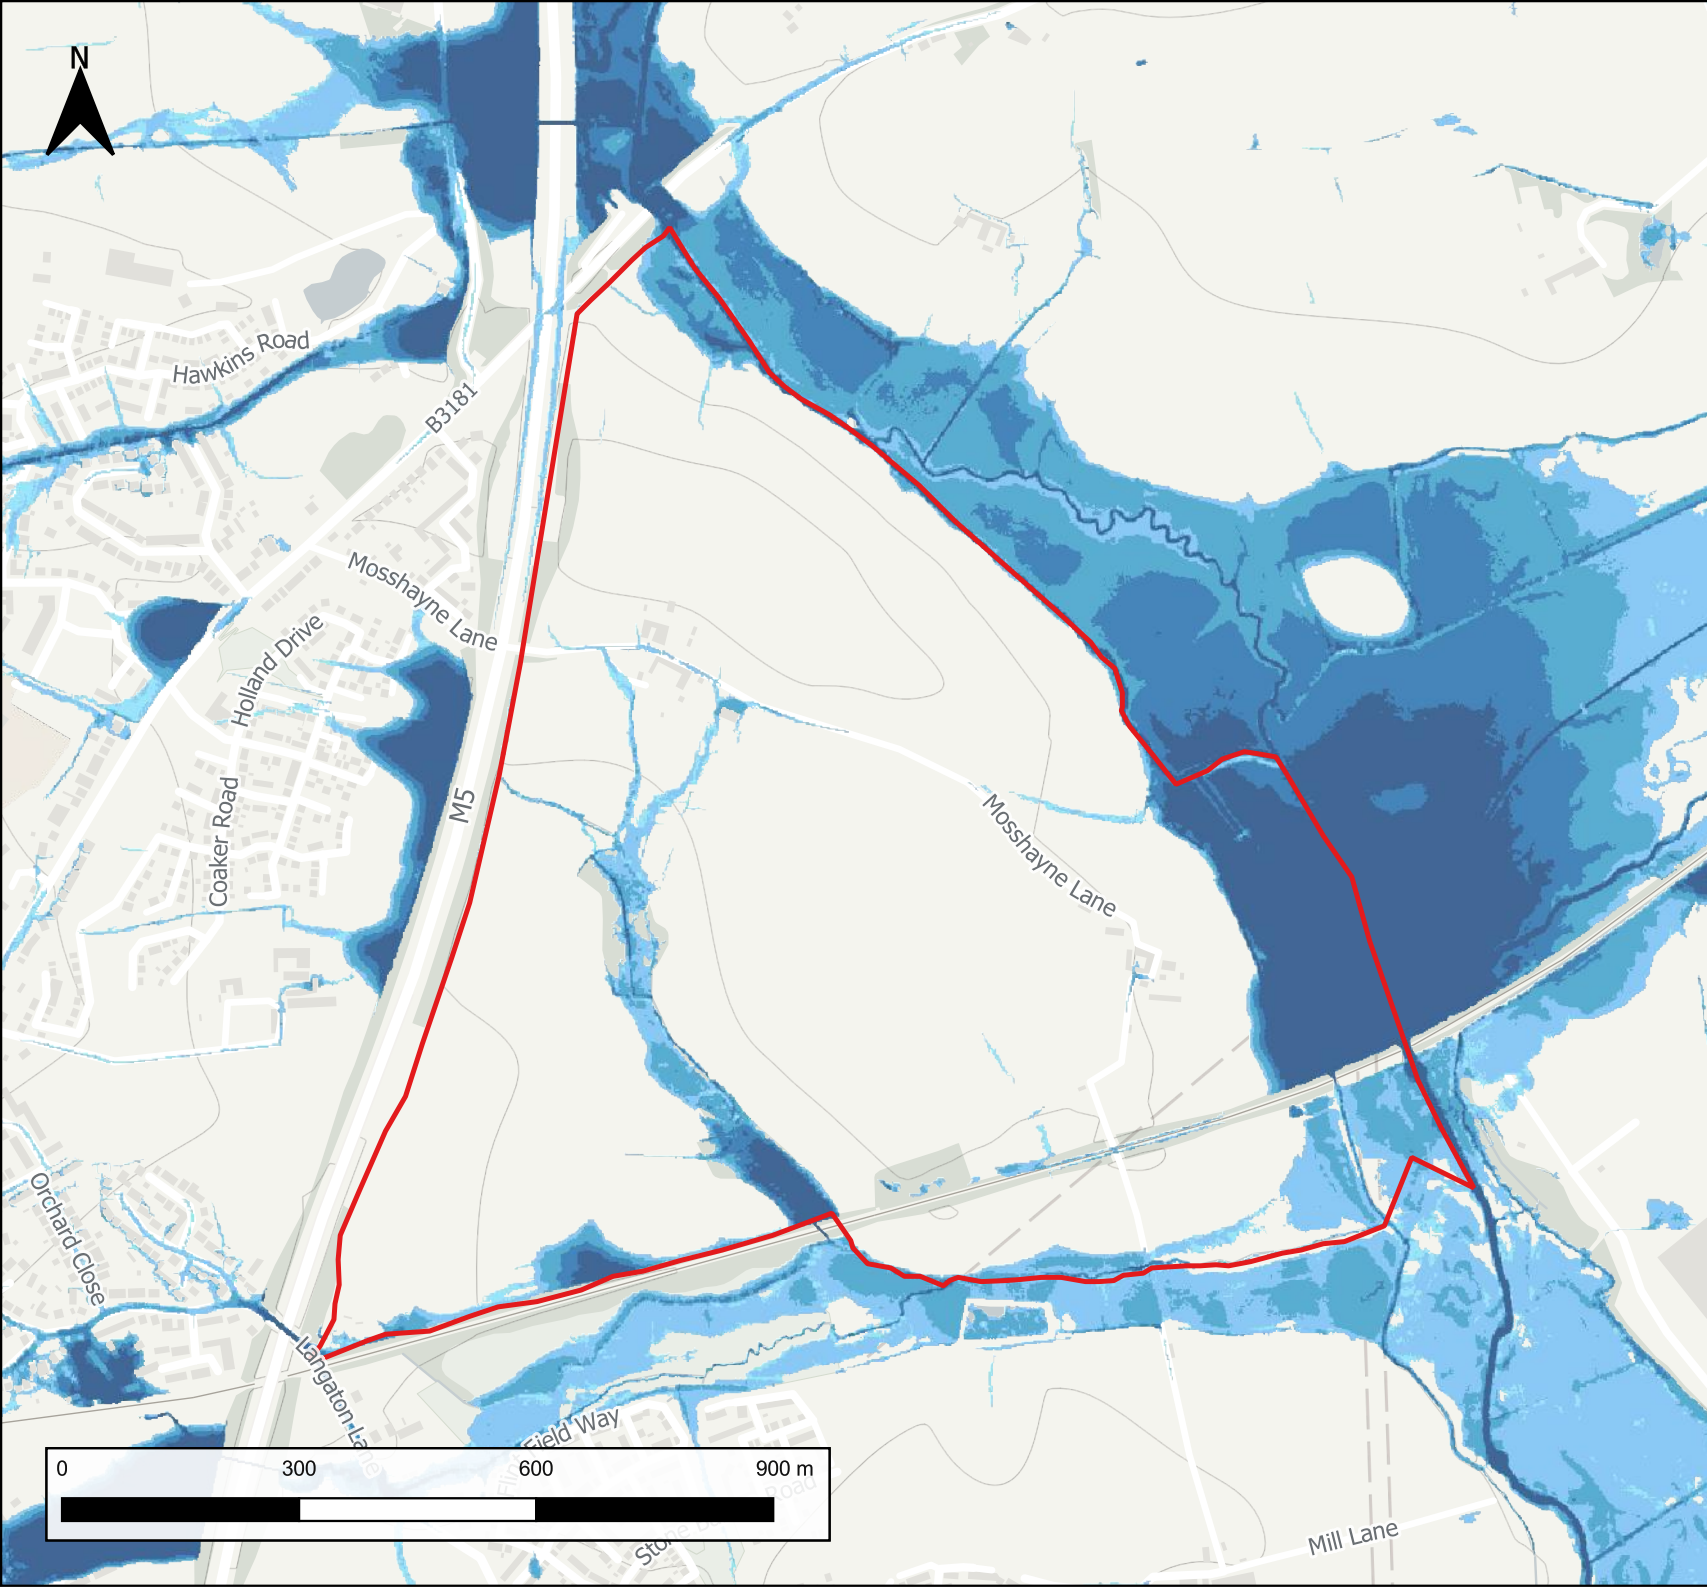 N
Hawkins Road
B3181
Mosshayne Lane
Holland Drive
M5
Coaker Road
Mosshayne Lane
Orchard Close
Langaton Lane
Field Way
Road
Mill Lane
0 300 600 900 m